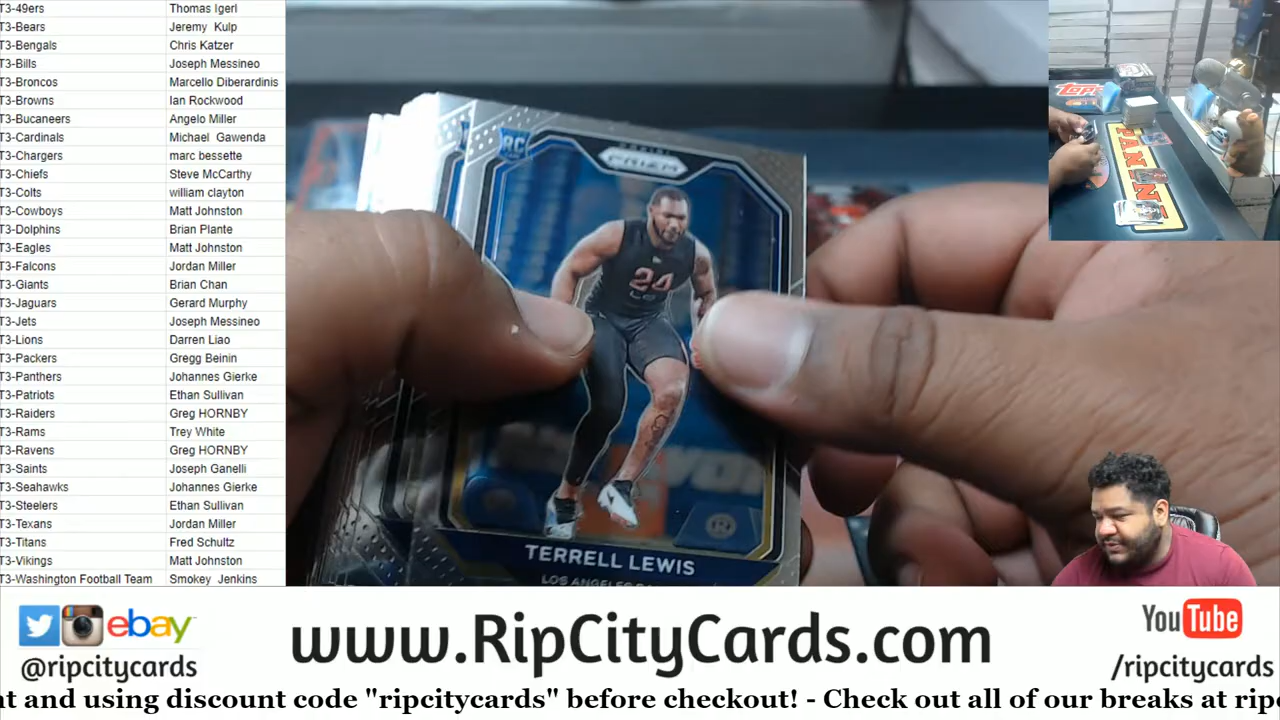 T3-49ers Thomas Igerl
T3-Bears Jeremy Kulp
T3-Bengals Chris Katzer
T3-Bills Joseph Messineo
T3-Broncos Marcello Diberardinis
T3-Browns Ian Rockwood
T3-Bucaneers Angelo Miller
T3-Cardinals Michael Gawenda
T3-Chargers marc bessette
T3-Chiefs Steve McCarthy
T3-Colts william clayton
T3-Cowboys Matt Johnston
T3-Dolphins Brian Plante
T3-Eagles Matt Johnston
T3-Falcons Jordan Miller
T3-Giants Brian Chan
T3-Jaguars Gerard Murphy
T3-Jets Joseph Messineo
T3-Lions Darren Liao
T3-Packers Gregg Beinin
T3-Panthers Johannes Gierke
T3-Patriots Ethan Sullivan
T3-Raiders Greg HORNBY
T3-Rams Trey White
T3-Ravens Greg HORNBY
T3-Saints Joseph Ganelli
T3-Seahawks Johannes Gierke
T3-Steelers Ethan Sullivan
T3-Texans Jordan Miller
T3-Titans Fred Schultz
T3-Vikings Matt Johnston
T3-Washington Football Team Smokey Jenkins
RC
PRIZM
24
TERRELL LEWIS
LOS ANGELES
Topps
PANINI
ebay
@ripcitycards
www.RipCityCards.com
YouTube
/ripcitycards
and using discount code "ripcitycards" before checkout! - Check out all of our breaks at